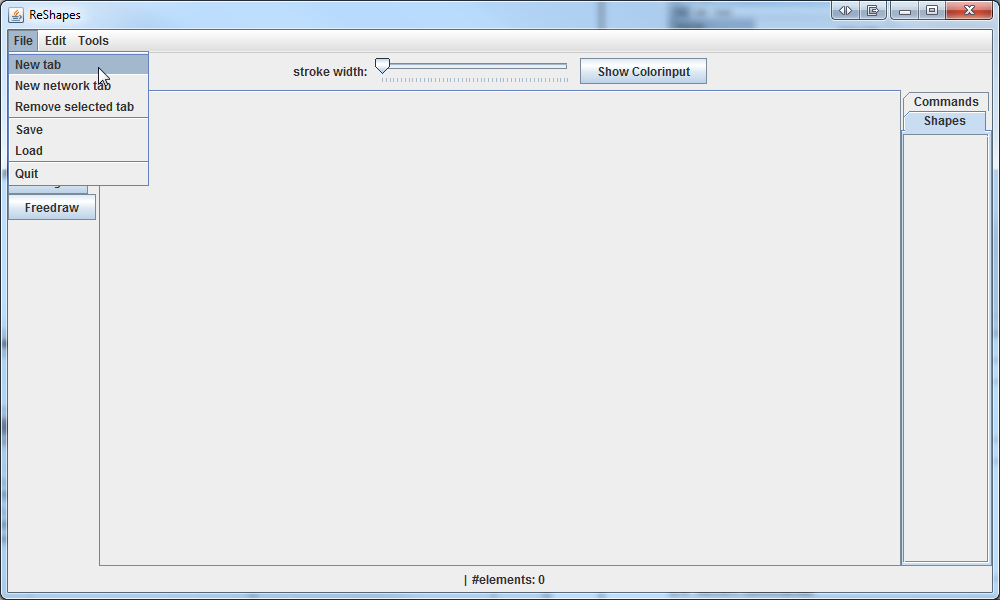 ReShapes
File Edit Tools
New tab
New network tab
Remove selected tab
Save
Load
Quit
Freedraw
stroke width:
Show Colorinput
Commands
Shapes
| #elements: 0